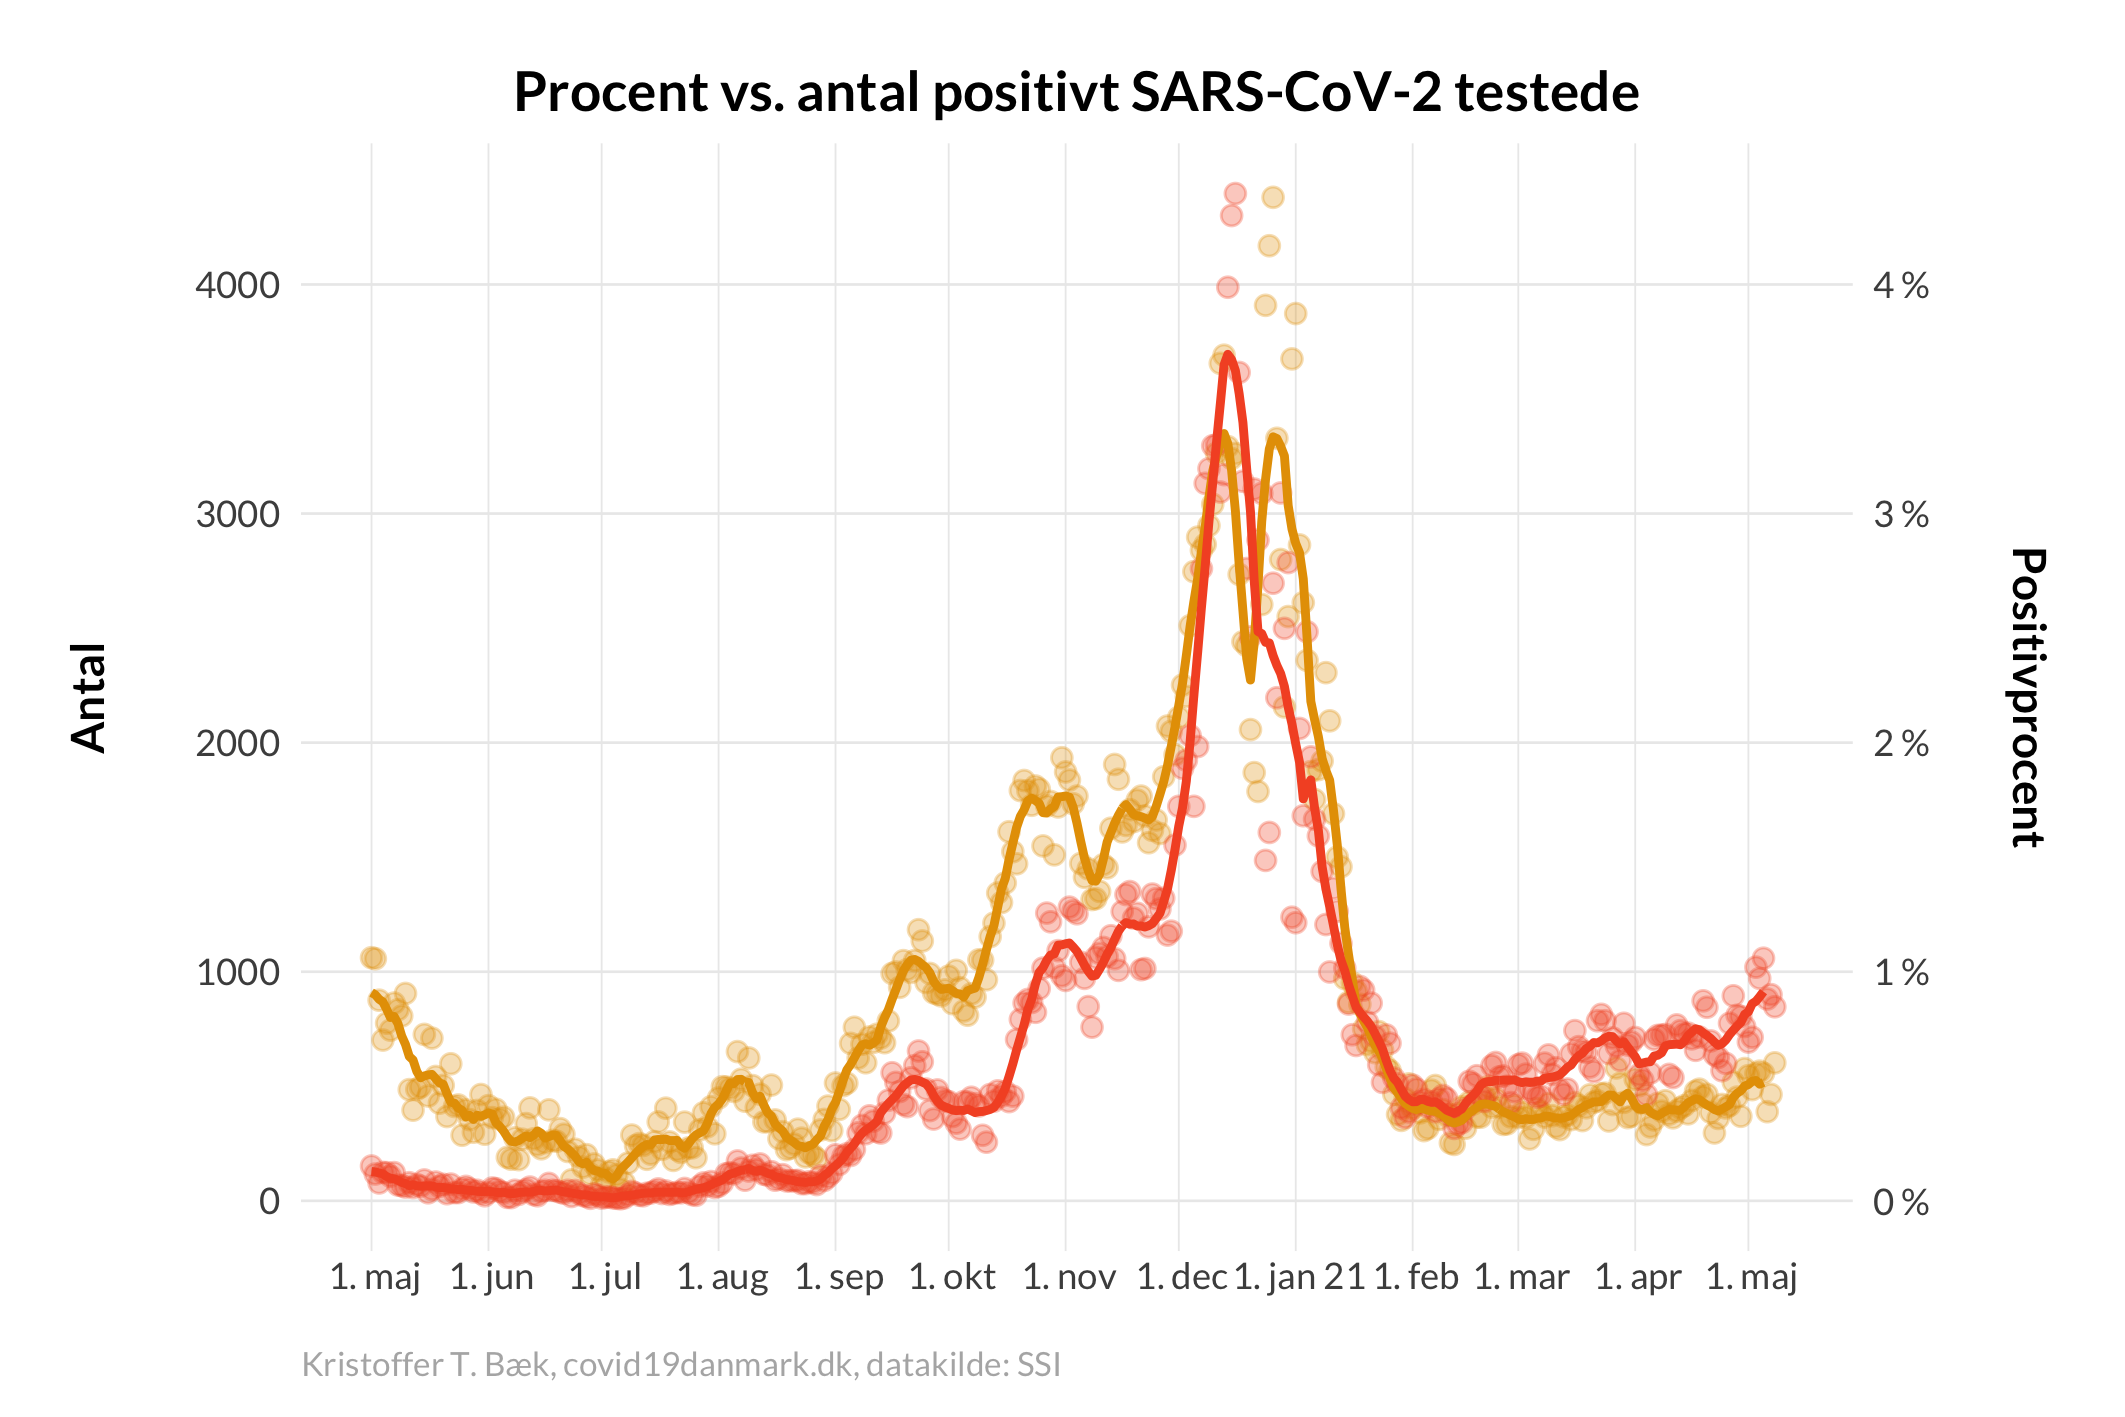 Procent vs. antal positivt SARS-CoV-2 testede
Antal
4000
3000
2000
1000
0
4 %
3 %
2 %
1 %
0 %
Positivprocent
1. maj 1. jun 1. jul 1. aug 1. sep 1. okt 1. nov 1. dec 1. jan 21 1. feb 1. mar 1. apr 1. maj
Kristoffer T. Bæk, covid19danmark.dk, datakilde: SSI